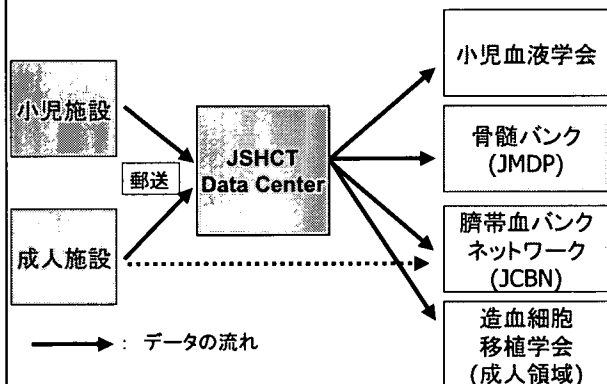 小児施設
成人施設
郵送
JSHCT
Data Center
小児血液学会
骨髄バンク
(JMDP)
臍帯血バンク
ネットワーク
(JCBN)
造血細胞
移植学会
(成人領域)
: データの流れ